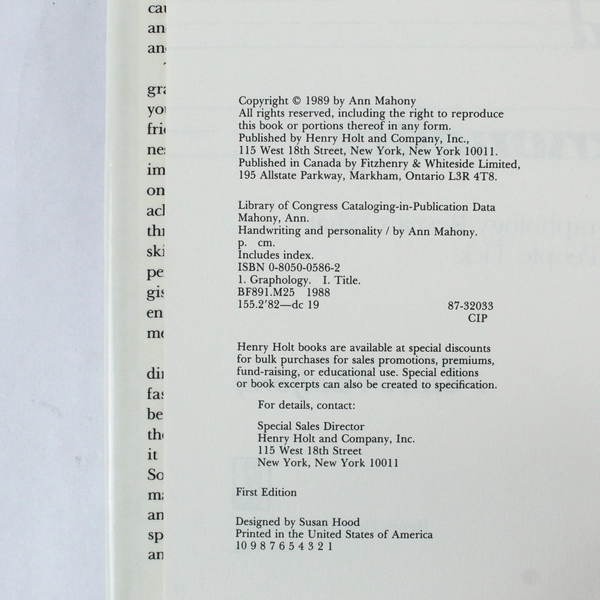 Copyright © 1989 by Ann Mahony
All rights reserved, including the right to reproduce
this book or portions thereof in any form.
Published by Henry Holt and Company, Inc.,
115 West 18th Street, New York, New York 10011.
Published in Canada by Fitzhenry & Whiteside Limited,
195 Allstate Parkway, Markham, Ontario L3R 4T8.
Library of Congress Cataloging-in-Publication Data
Mahony, Ann.
Handwriting and personality / by Ann Mahony.
p. cm.
Includes index.
ISBN 0-8050-0586-2
1. Graphology. I. Title.
BF891.M25 1988
155.2'82—dc 19 87-32033
CIP
Henry Holt books are available at special discounts
for bulk purchases for sales promotions, premiums,
fund-raising, or educational use. Special editions
or book excerpts can also be created to specification.
For details, contact:
Special Sales Director
Henry Holt and Company, Inc.
115 West 18th Street
New York, New York 10011
First Edition
Designed by Susan Hood
Printed in the United States of America
10 9 8 7 6 5 4 3 2 1